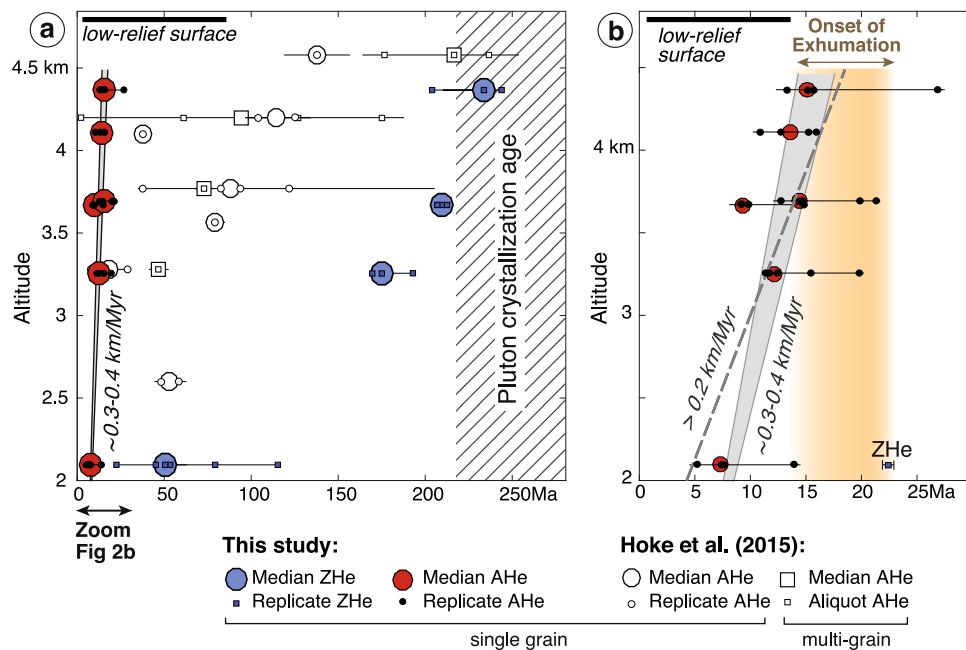 a
low-relief surface
4.5 km
4
3.5
3
2.5
2
Altitude
~0.3-0.4 km/Myr
Pluton crystallization age
0
50
100
150
200
250Ma
Zoom
Fig 2b
b
low-relief
surface
Onset of
Exhumation
4 km
3
2
Altitude
> 0.2 km/Myr
~0.3-0.4 km/Myr
ZHe
0
5
10
15
20
25Ma
This study:
Median ZHe
Median AHe
Replicate ZHe
Replicate AHe
Hoke et al. (2015):
Median AHe
Median AHe
Replicate AHe
Aliquot AHe
single grain
multi-grain